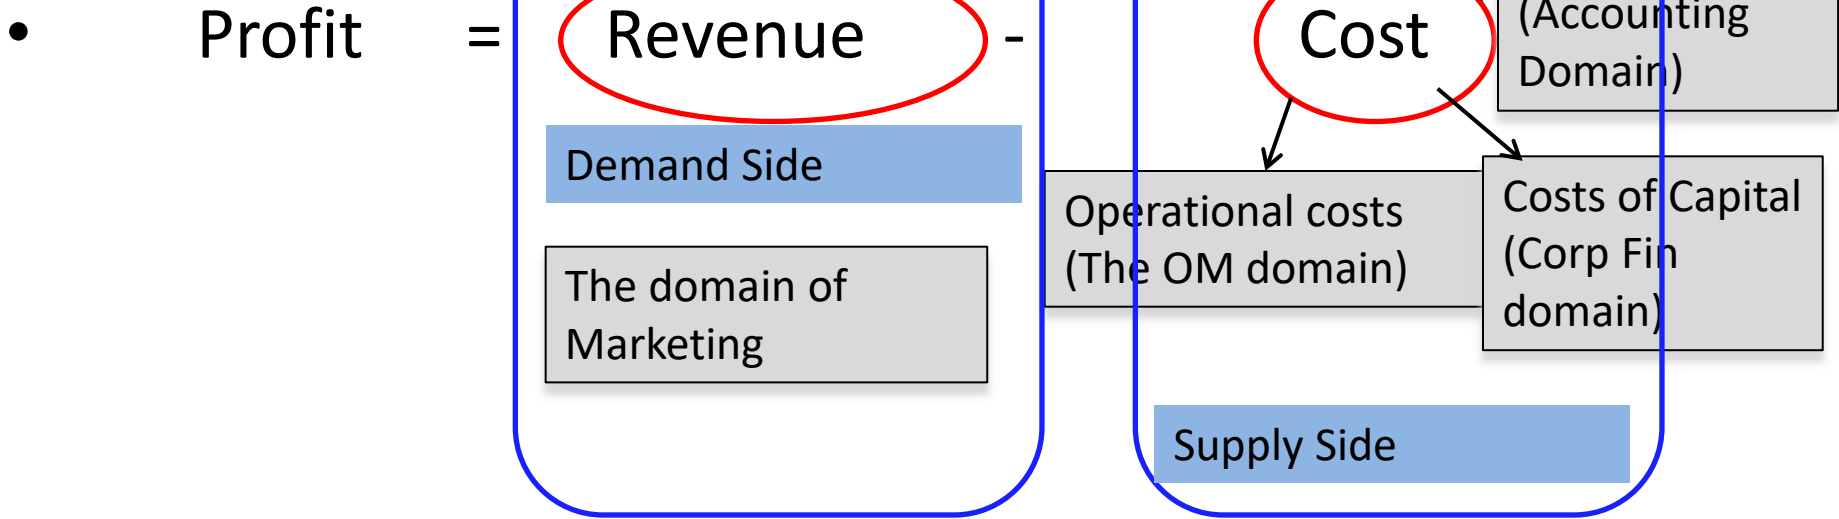 • Profit = Revenue - Cost
(Accounting
Domain)
Demand Side
Operational costs
(The OM domain)
Costs of Capital
(Corp Fin
domain)
The domain of
Marketing
Supply Side